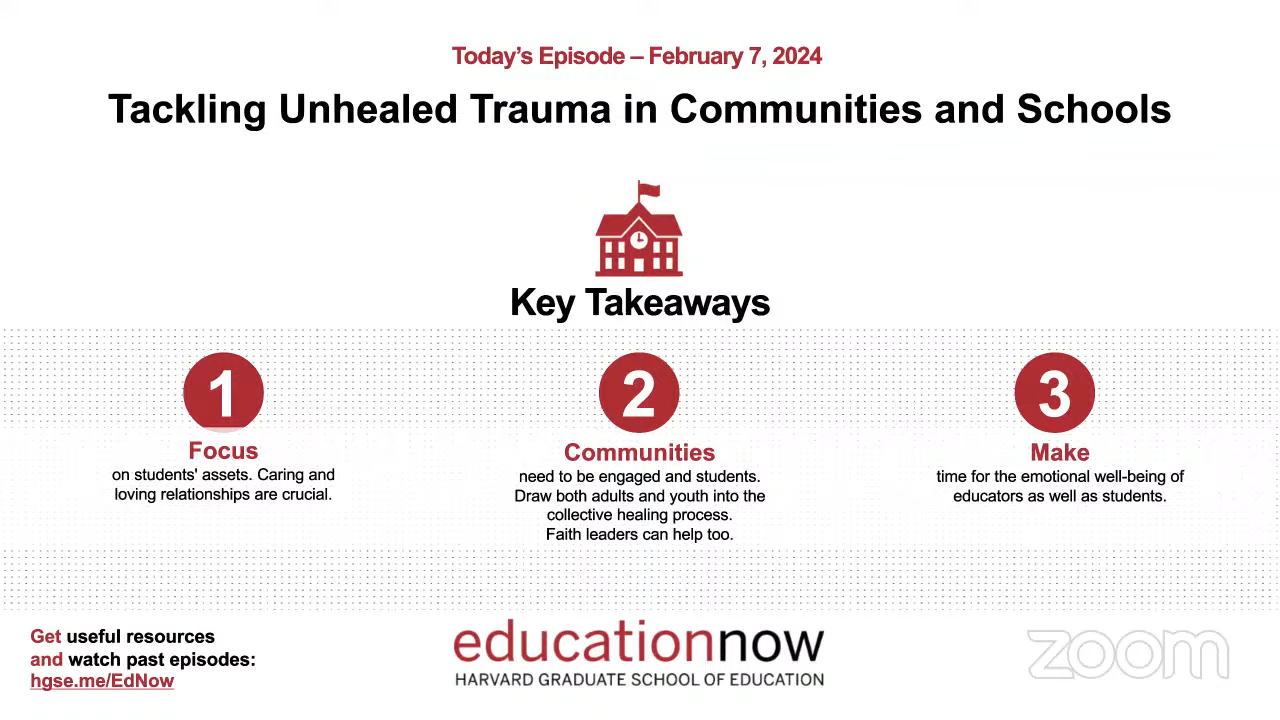 Today’s Episode – February 7, 2024
Tackling Unhealed Trauma in Communities and Schools
Key Takeaways
1
Focus
on students' assets. Caring and
loving relationships are crucial.
2
Communities
need to be engaged and students.
Draw both adults and youth into the
collective healing process.
Faith leaders can help too.
3
Make
time for the emotional well-being of
educators as well as students.
Get useful resources
and watch past episodes:
hgse.me/EdNow
educationnow
HARVARD GRADUATE SCHOOL OF EDUCATION
zoom